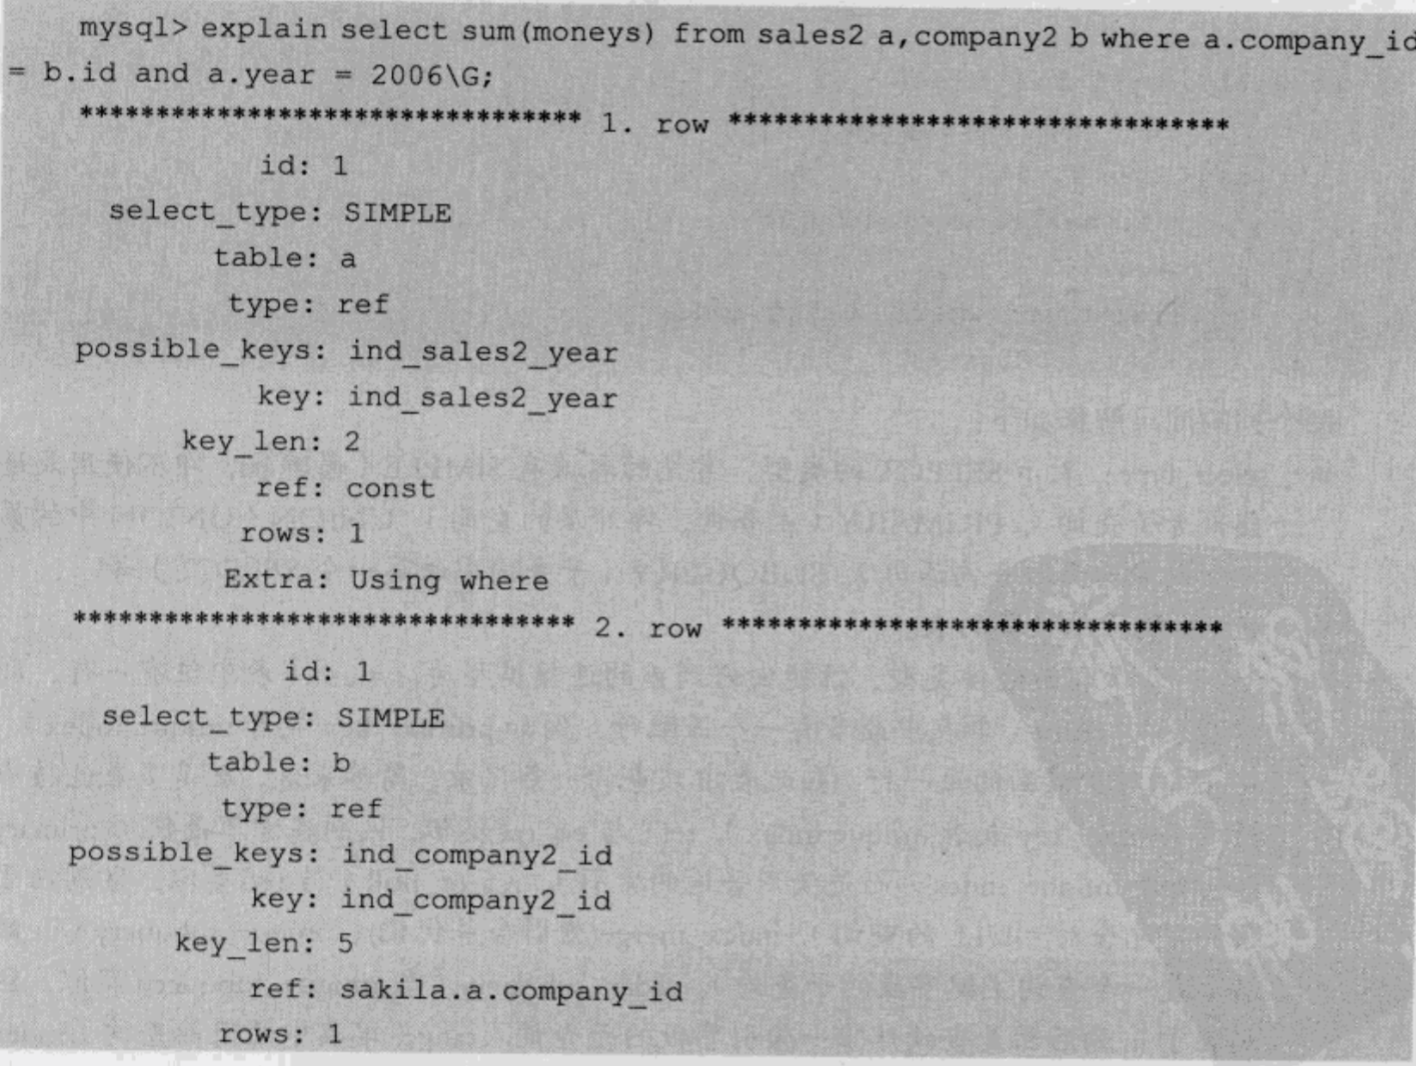 mysql> explain select sum(moneys) from sales2 a,company2 b where a.company_id
= b.id and a.year = 2006\G;
********************************* 1. row *********************************
id: 1
select_type: SIMPLE
table: a
type: ref
possible_keys: ind_sales2_year
key: ind_sales2_year
key_len: 2
ref: const
rows: 1
Extra: Using where
********************************* 2. row *********************************
id: 1
select_type: SIMPLE
table: b
type: ref
possible_keys: ind_company2_id
key: ind_company2_id
key_len: 5
ref: sakila.a.company_id
rows: 1